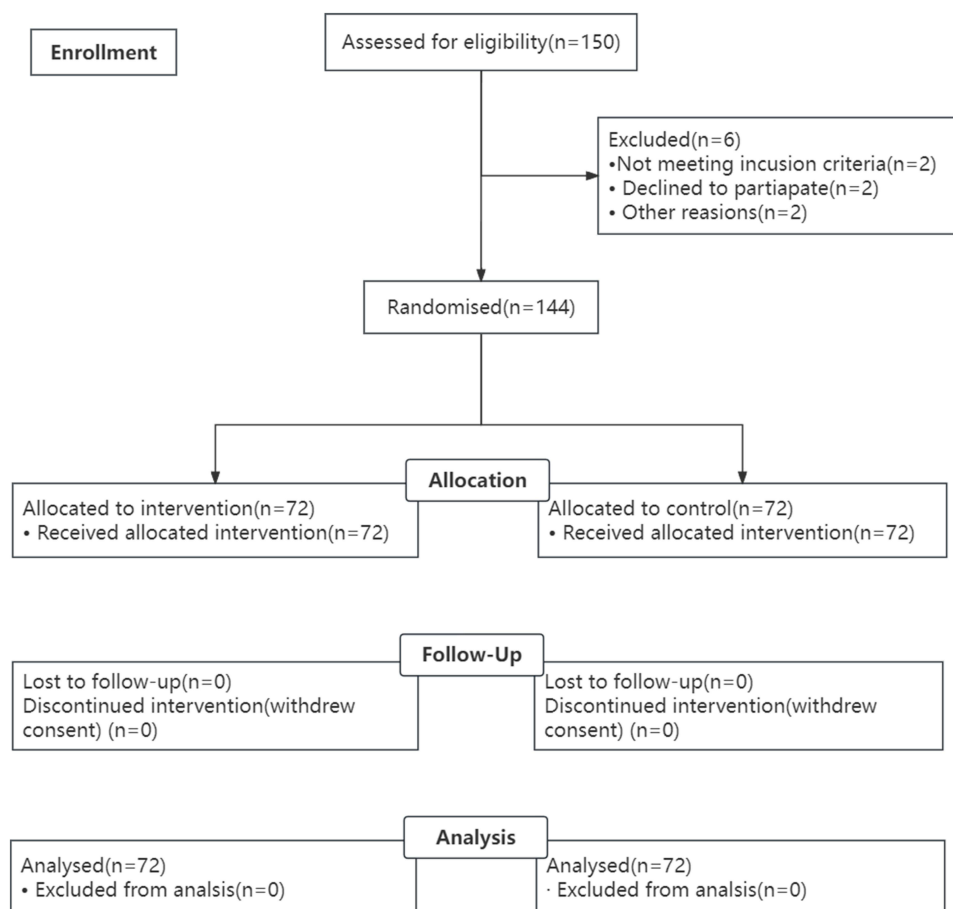 Enrollment
Assessed for eligibility(n=150)
Excluded(n=6)
•Not meeting incusion criteria(n=2)
• Declined to partiapate(n=2)
• Other reasions(n=2)
Randomised(n=144)
Allocation
Allocated to intervention(n=72)
• Received allocated intervention(n=72)
Allocated to control(n=72)
• Received allocated intervention(n=72)
Follow-Up
Lost to follow-up(n=0)
Discontinued intervention(withdrew
consent) (n=0)
Lost to follow-up(n=0)
Discontinued intervention(withdrew
consent) (n=0)
Analysis
Analysed(n=72)
• Excluded from analsis(n=0)
Analysed(n=72)
· Excluded from analsis(n=0)